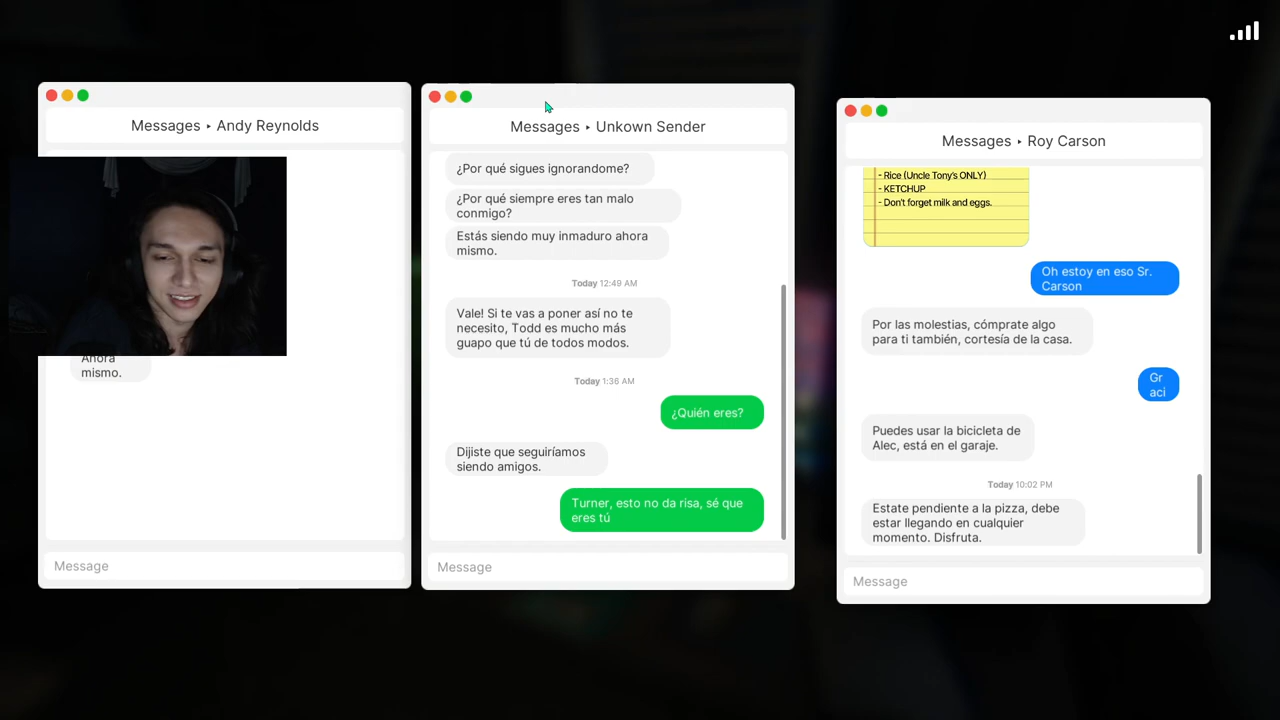 Messages ▸ Andy Reynolds
Ahora
mismo.
Message
Messages ▸ Unkown Sender
¿Por qué sigues ignorandome?
¿Por qué siempre eres tan malo
conmigo?
Estás siendo muy inmaduro ahora
mismo.
Today 12:49 AM
Vale! Si te vas a poner así no te
necesito, Todd es mucho más
guapo que tú de todos modos.
Today 1:36 AM
¿Quién eres?
Dijiste que seguiríamos
siendo amigos.
Turner, esto no da risa, sé que
eres tú
Message
Messages ▸ Roy Carson
- Rice (Uncle Tony's ONLY)
- KETCHUP
- Don't forget milk and eggs.
Oh estoy en eso Sr.
Carson
Por las molestias, cómprate algo
para ti también, cortesía de la casa.
Gr
aci
Puedes usar la bicicleta de
Alec, está en el garaje.
Today 10:02 PM
Estate pendiente a la pizza, debe
estar llegando en cualquier
momento. Disfruta.
Message